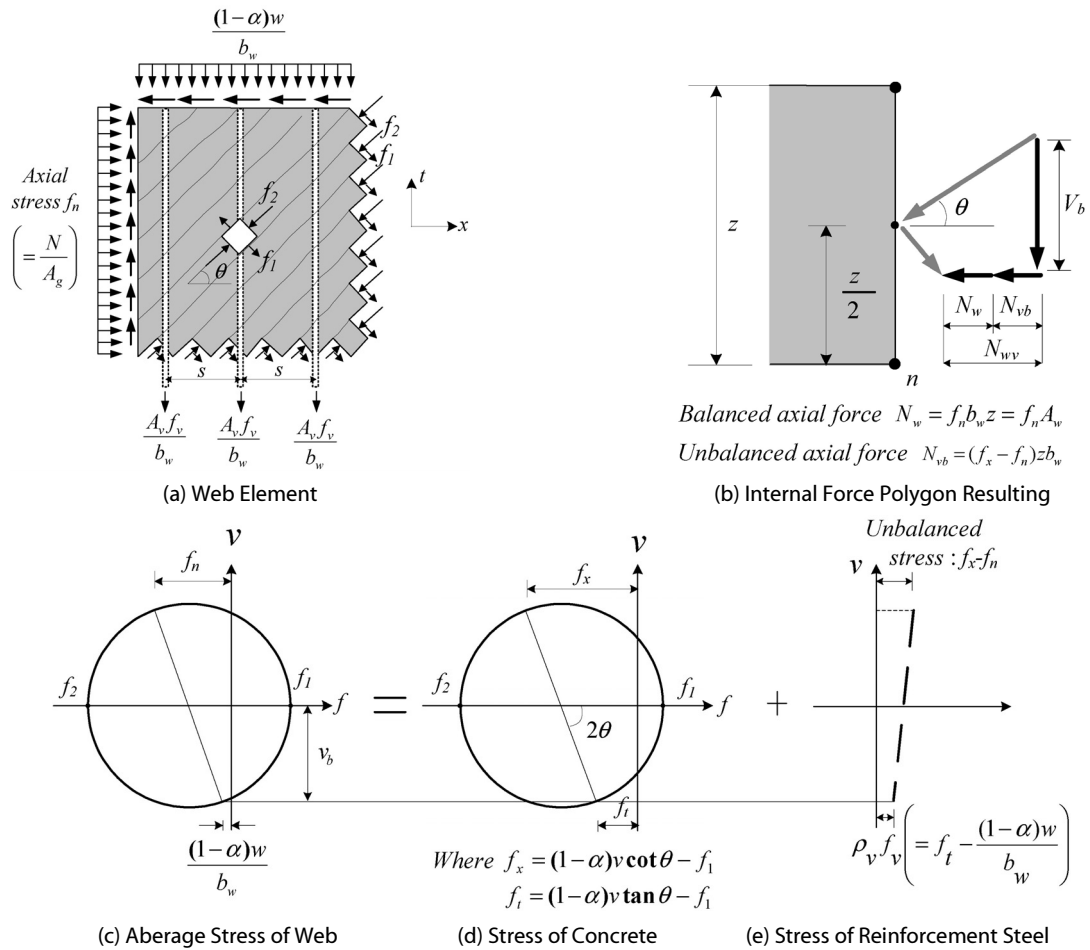 (1-α)w
b_w
f_2
f_1
Axial
stress f_n
(= N / A_g)
t
x
f_2
f_1
θ
s
s
A_v f_v
b_w
A_v f_v
b_w
A_v f_v
b_w
(a) Web Element
z
z
2
θ
V_b
N_w
N_vb
N_wv
n
Balanced axial force N_w = f_n b_w z = f_n A_w
Unbalanced axial force N_vb = (f_x − f_n)zb_w
(b) Internal Force Polygon Resulting
v
f_n
f_2
f_1
f
v_b
(1-α)w
b_w
(c) Aberage Stress of Web
=
v
f_x
f_2
f_1
f
2θ
f_t
Where f_x = (1-α)v cot θ − f_1
f_t = (1-α)v tan θ − f_1
(d) Stress of Concrete
+
Unbalanced
stress : f_x-f_n
v
ρ_v f_v (= f_t − (1-α)w / b_w)
(e) Stress of Reinforcement Steel